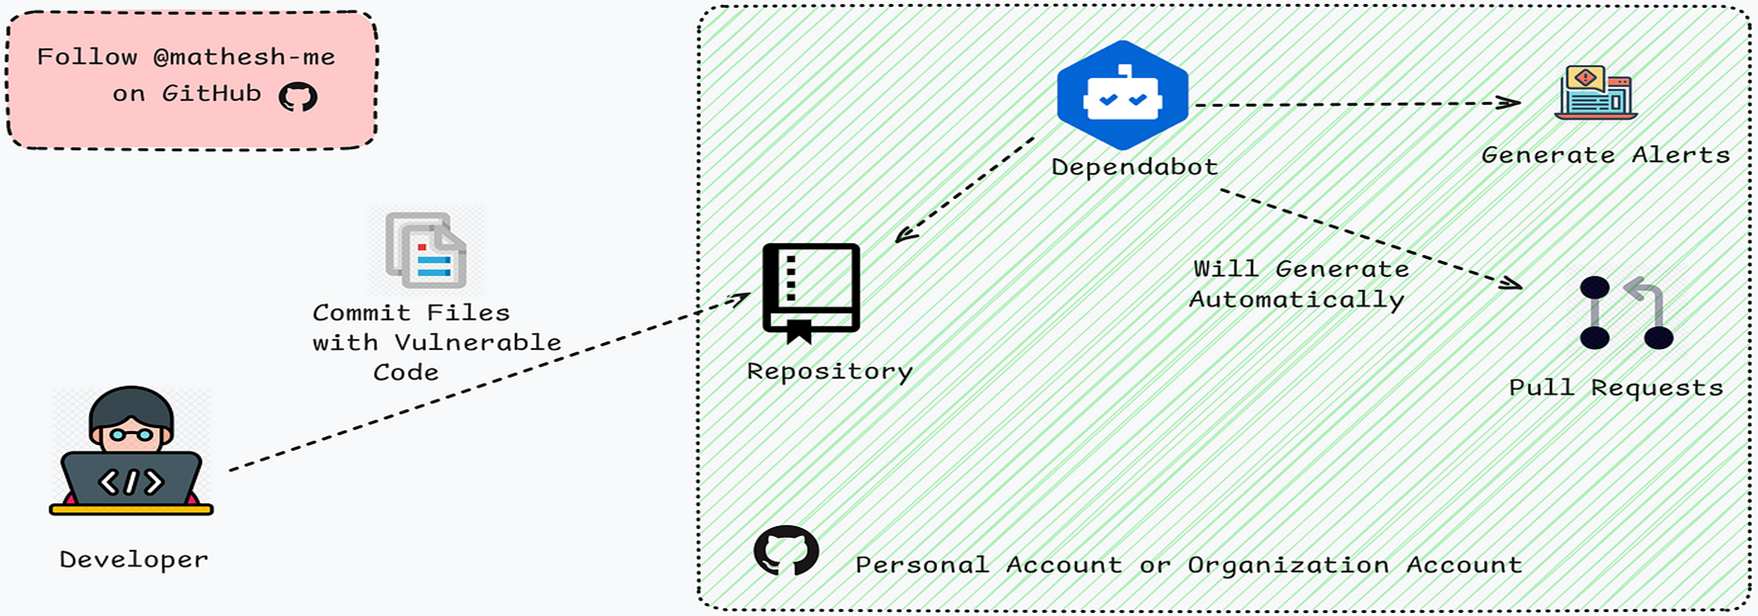 Follow @mathesh-me
on GitHub
Dependabot
Generate Alerts
Commit Files
with Vulnerable
Code
Will Generate
Automatically
Repository
Pull Requests
</>
Developer
Personal Account or Organization Account